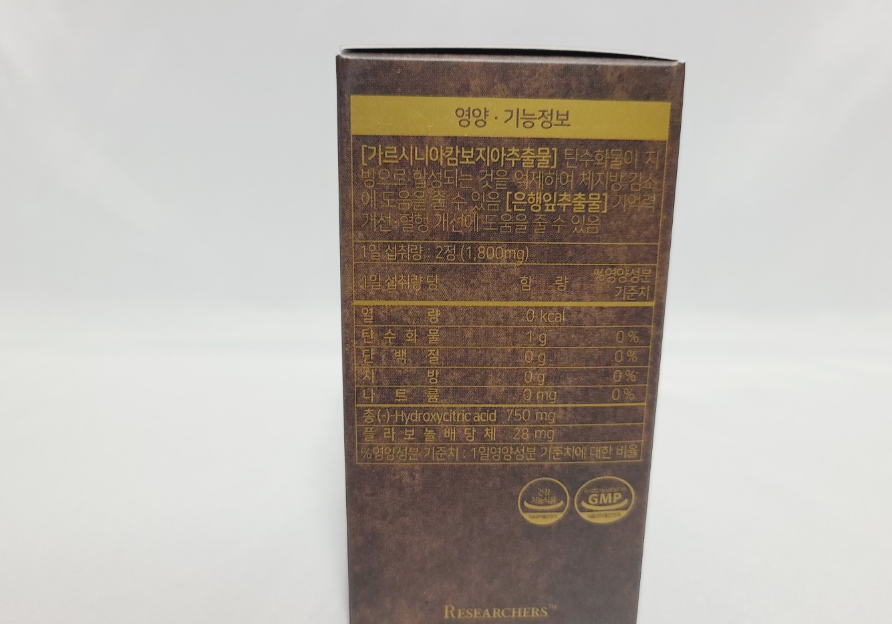 영양 · 기능정보
[가르시니아캄보지아추출물] 탄수화물이 지
방으로 합성되는 것을 억제하여 체지방 감소
에 도움을 줄 수 있음 [은행잎추출물] 기억력
개선·혈행 개선에 도움을 줄 수 있음
1일 섭취량 : 2정 (1,800mg)
1일 섭취량 당 함 량 %영양성분
기준치
열 량 0 kcal
탄 수 화 물 1 g 0 %
단 백 질 0 g 0 %
지 방 0 g 0 %
나 트 륨 0 mg 0 %
총(-)-Hydroxycitric acid 750 mg
플 라 보 놀 배 당 체 28 mg
%영양성분 기준치 : 1일영양성분 기준치에 대한 비율
건강
기능식품
GMP
RESEARCHERS™